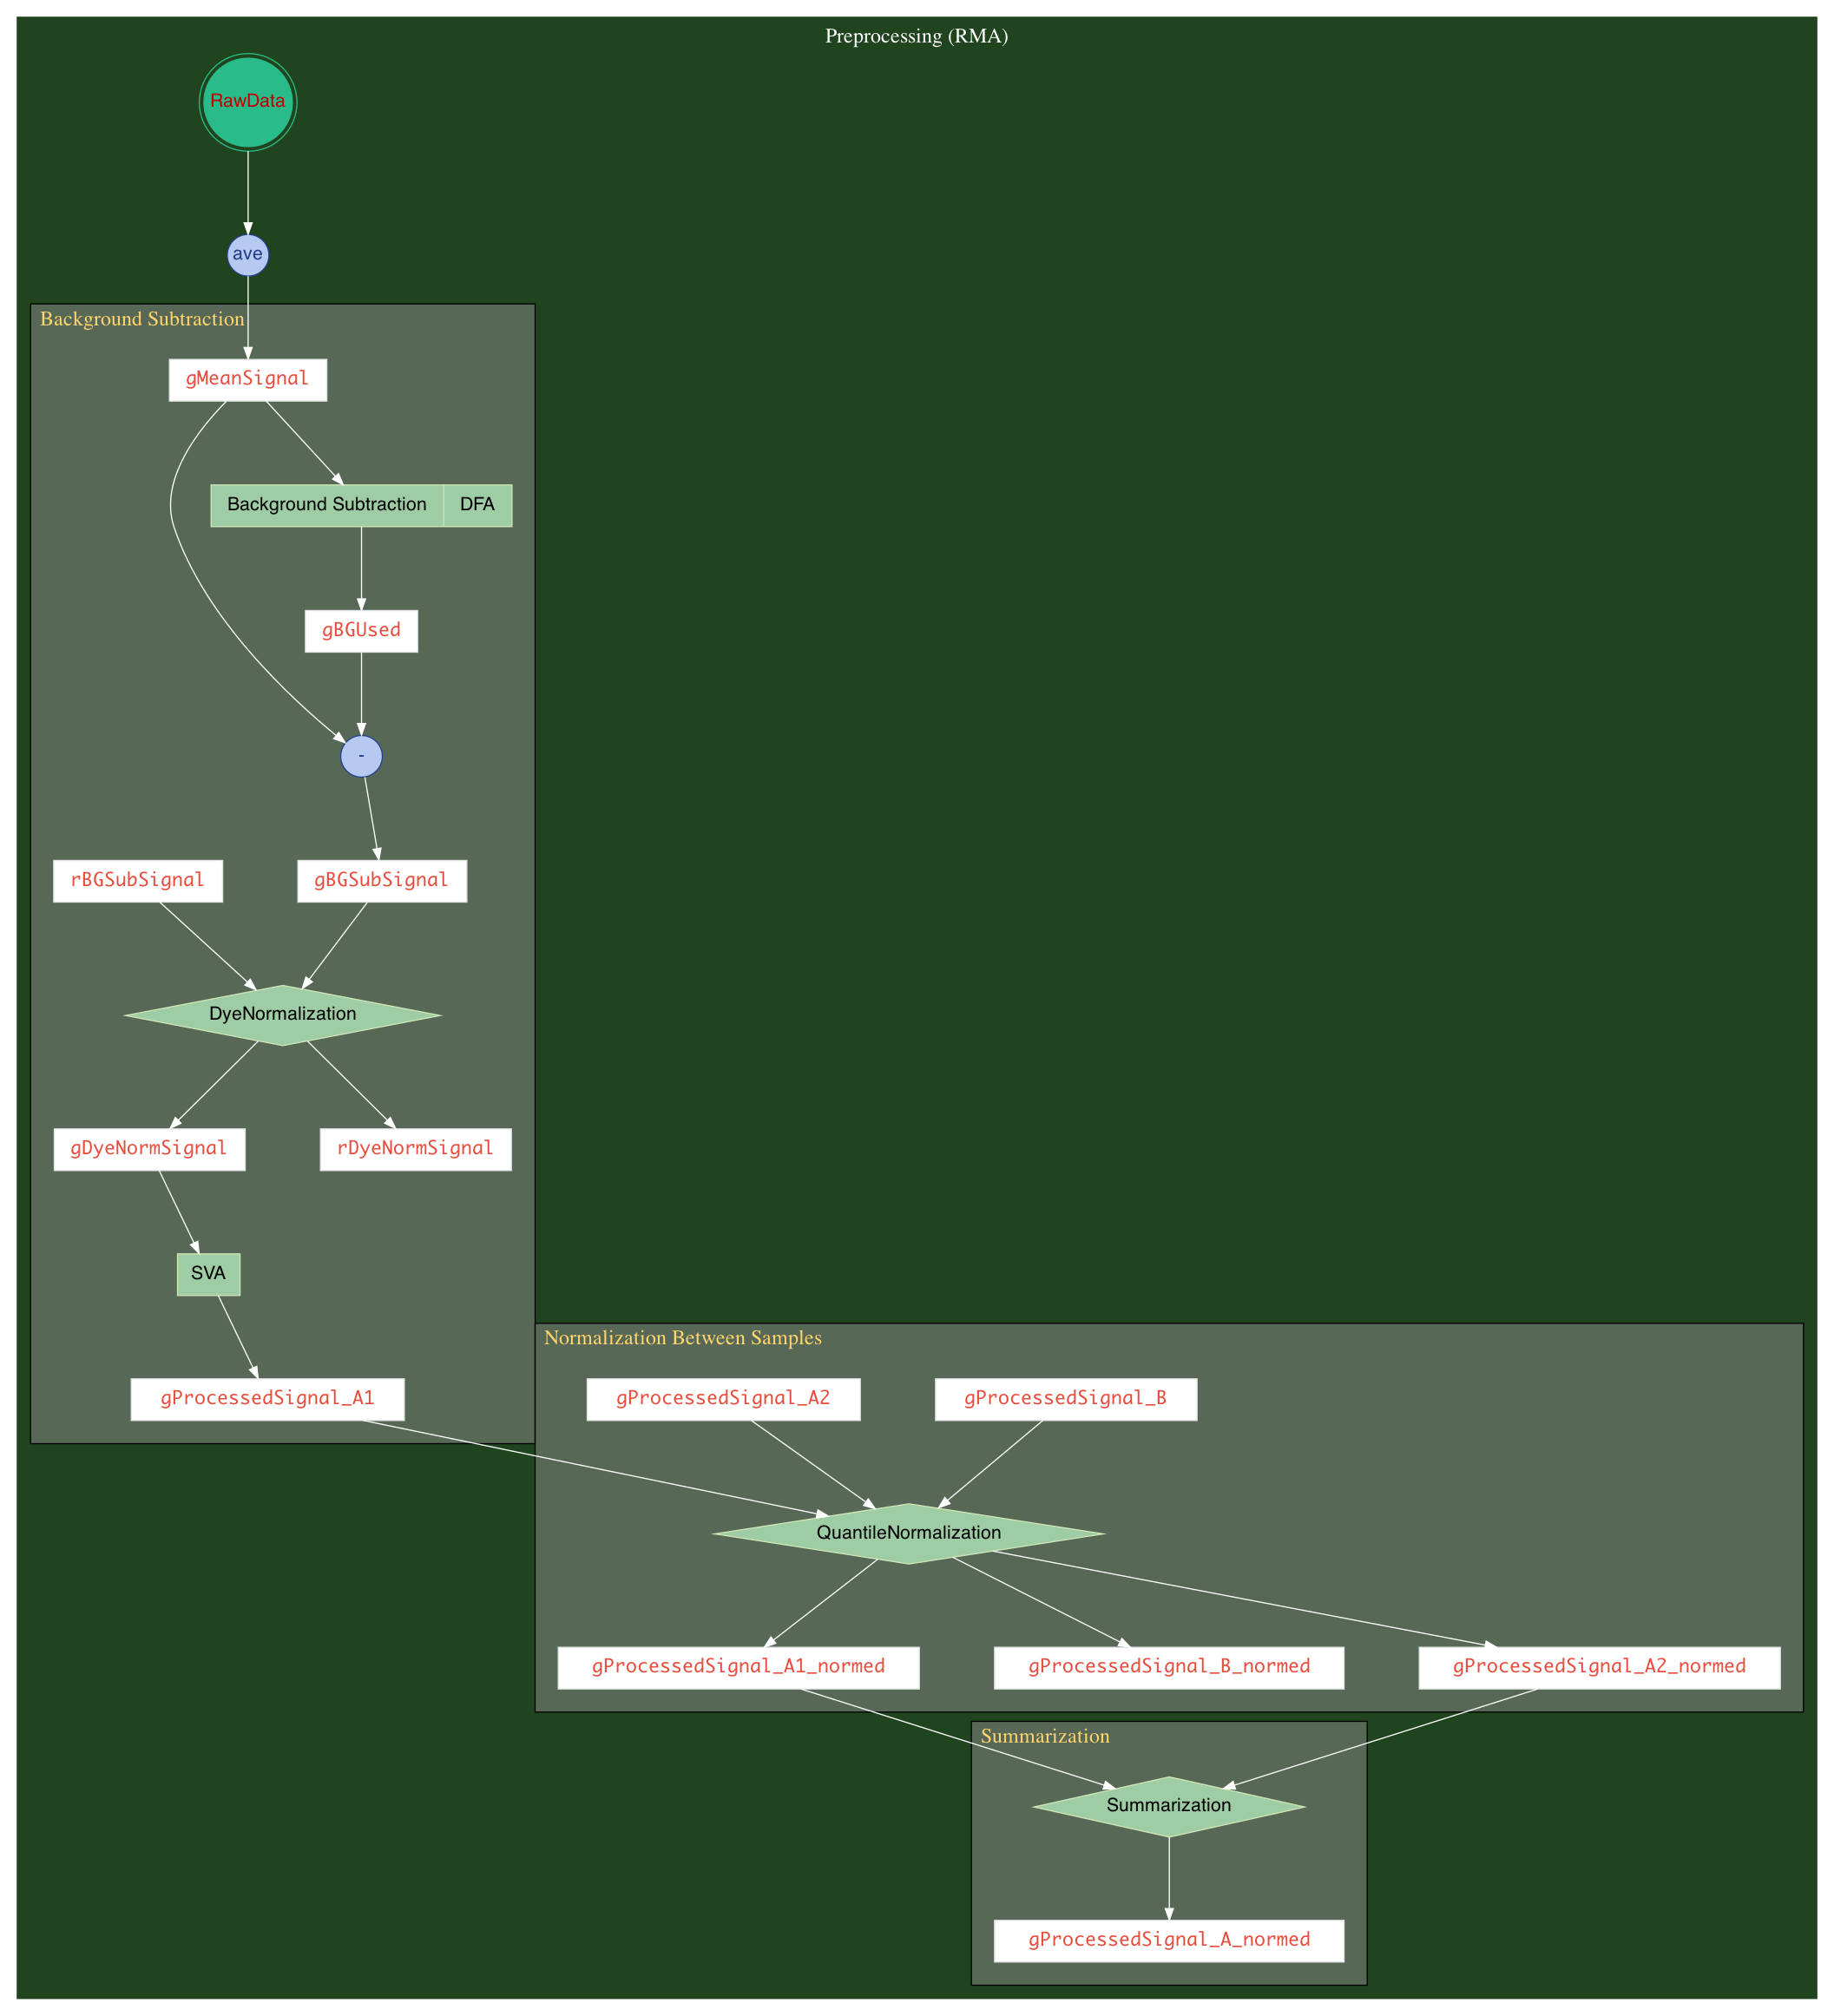 Preprocessing (RMA)
RawData
ave
Background Subtraction
gMeanSignal
Background Subtraction DFA
gBGUsed
-
rBGSubSignal
gBGSubSignal
DyeNormalization
gDyeNormSignal
rDyeNormSignal
SVA
gProcessedSignal_A1
Normalization Between Samples
gProcessedSignal_A2
gProcessedSignal_B
QuantileNormalization
gProcessedSignal_A1_normed
gProcessedSignal_B_normed
gProcessedSignal_A2_normed
Summarization
Summarization
gProcessedSignal_A_normed